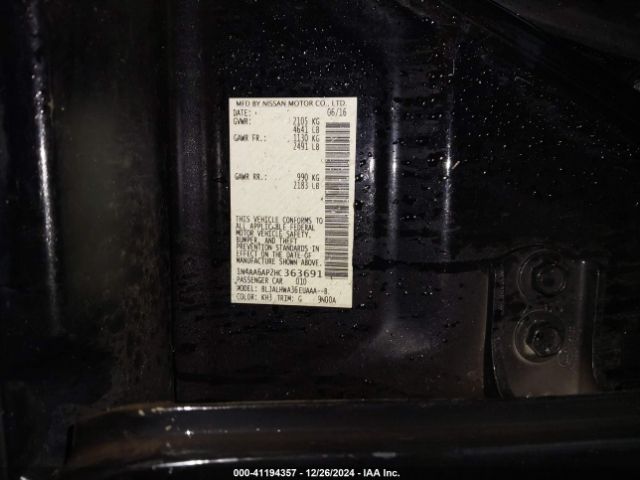 MFD BY NISSAN MOTOR CO., LTD.
DATE: 06/16
GVWR: 2105 KG
4641 LB
GAWR FR.: 1130 KG
2491 LB
GAWR RR.: 990 KG
2183 LB
THIS VEHICLE CONFORMS TO
ALL APPLICABLE FEDERAL
MOTOR VEHICLE SAFETY,
BUMPER, AND THEFT
PREVENTION STANDARDS IN
EFFECT ON THE DATE OF
MANUFACTURE SHOWN ABOVE.
1N4AA6AP2HC363691
PASSENGER CAR 010
MODEL: BLJALHWA36EUAAA--B.
COLOR: KH3 TRIM: G 9N00A
000-41194357 - 12/26/2024 - IAA Inc.